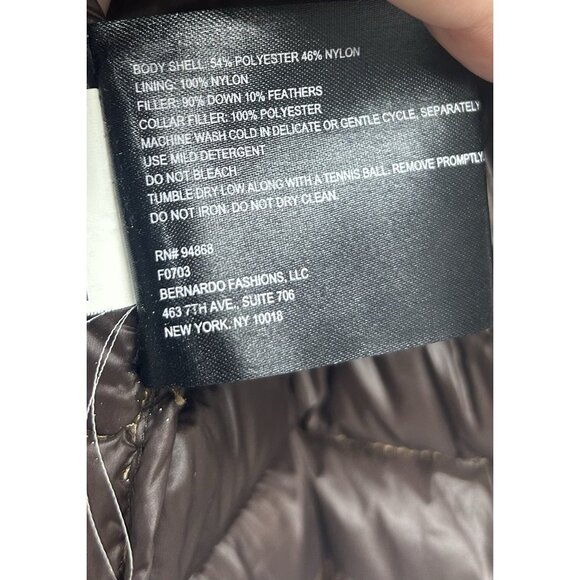 BODY SHELL: 54% POLYESTER 46% NYLON
LINING: 100% NYLON
FILLER: 90% DOWN 10% FEATHERS
COLLAR FILLER: 100% POLYESTER
MACHINE WASH COLD IN DELICATE OR GENTLE CYCLE, SEPARATELY
USE MILD DETERGENT
DO NOT BLEACH
TUMBLE DRY LOW ALONG WITH A TENNIS BALL. REMOVE PROMPTLY.
DO NOT IRON. DO NOT DRY CLEAN.
RN# 94868
F0703
BERNARDO FASHIONS, LLC
463 7TH AVE., SUITE 706
NEW YORK. NY 10018